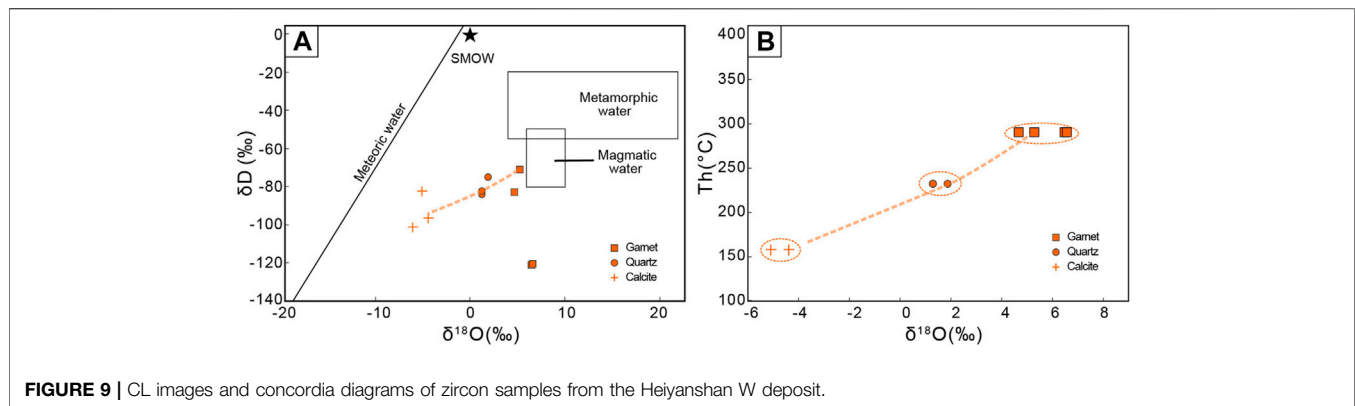 A
SMOW
Meteoric water
Metamorphic
water
Magmatic
water
Garnet
Quartz
Calcite
0
-20
-40
-60
-80
-100
-120
-140
δD (‰)
-20
-10
0
10
20
δ¹⁸O(‰)
B
400
350
300
250
200
150
100
Th(°C)
Garnet
Quartz
Calcite
-6
-4
-2
0
2
4
6
8
δ¹⁸O(‰)
FIGURE 9 | CL images and concordia diagrams of zircon samples from the Heiyanshan W deposit.